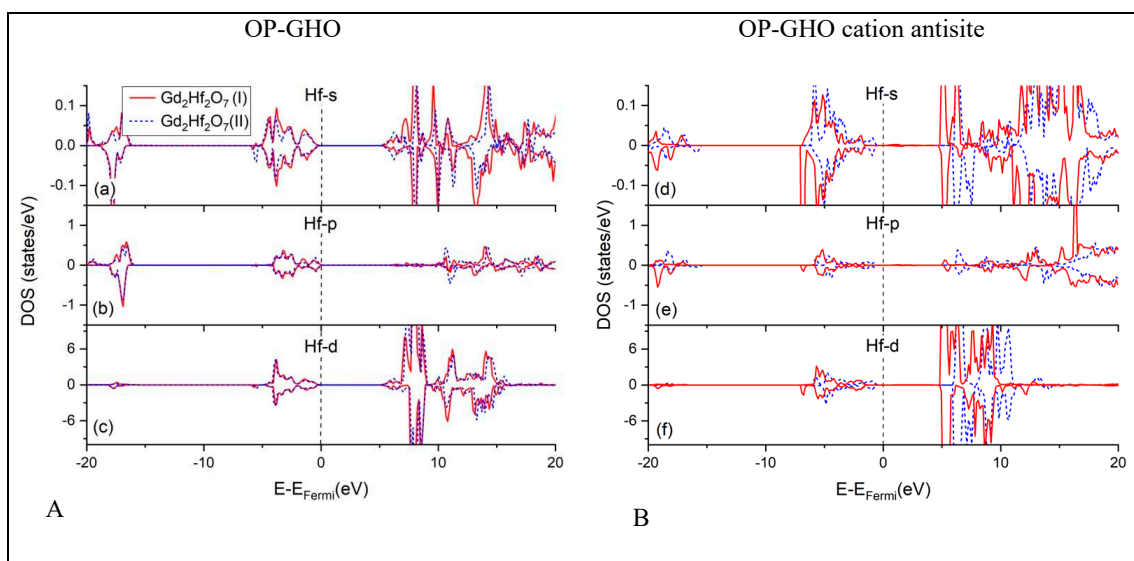 OP-GHO
OP-GHO cation antisite
Gd₂Hf₂O₇ (I)
Gd₂Hf₂O₇(II)
Hf-s
0.1
0.0
-0.1
(a)
Hf-p
1
0
-1
(b)
Hf-d
6
0
-6
(c)
DOS (states/eV)
-20
-10
0
10
20
E-E_Fermi(eV)
A
Hf-s
0.1
0.0
-0.1
(d)
Hf-p
1
0
-1
(e)
Hf-d
6
0
-6
(f)
DOS (states/eV)
-20
-10
0
10
20
E-E_Fermi(eV)
B